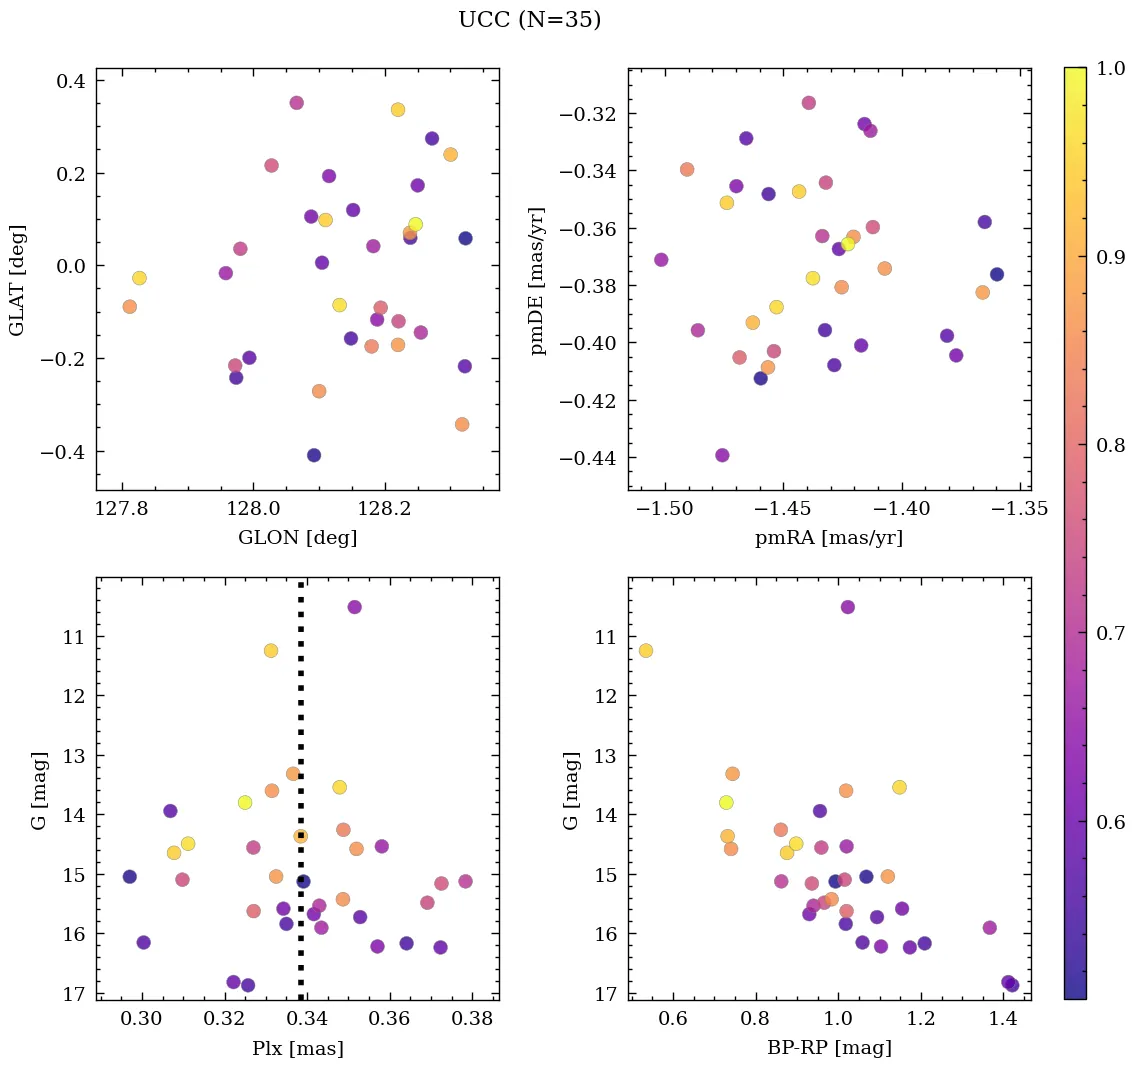 UCC (N=35)
0.4
0.2
0.0
−0.2
−0.4
GLAT [deg]
127.8 128.0 128.2
GLON [deg]
−0.32
−0.34
−0.36
−0.38
−0.40
−0.42
−0.44
pmDE [mas/yr]
−1.50 −1.45 −1.40 −1.35
pmRA [mas/yr]
11
12
13
14
15
16
17
G [mag]
0.30 0.32 0.34 0.36 0.38
Plx [mas]
11
12
13
14
15
16
17
G [mag]
0.6 0.8 1.0 1.2 1.4
BP-RP [mag]
1.0
0.9
0.8
0.7
0.6